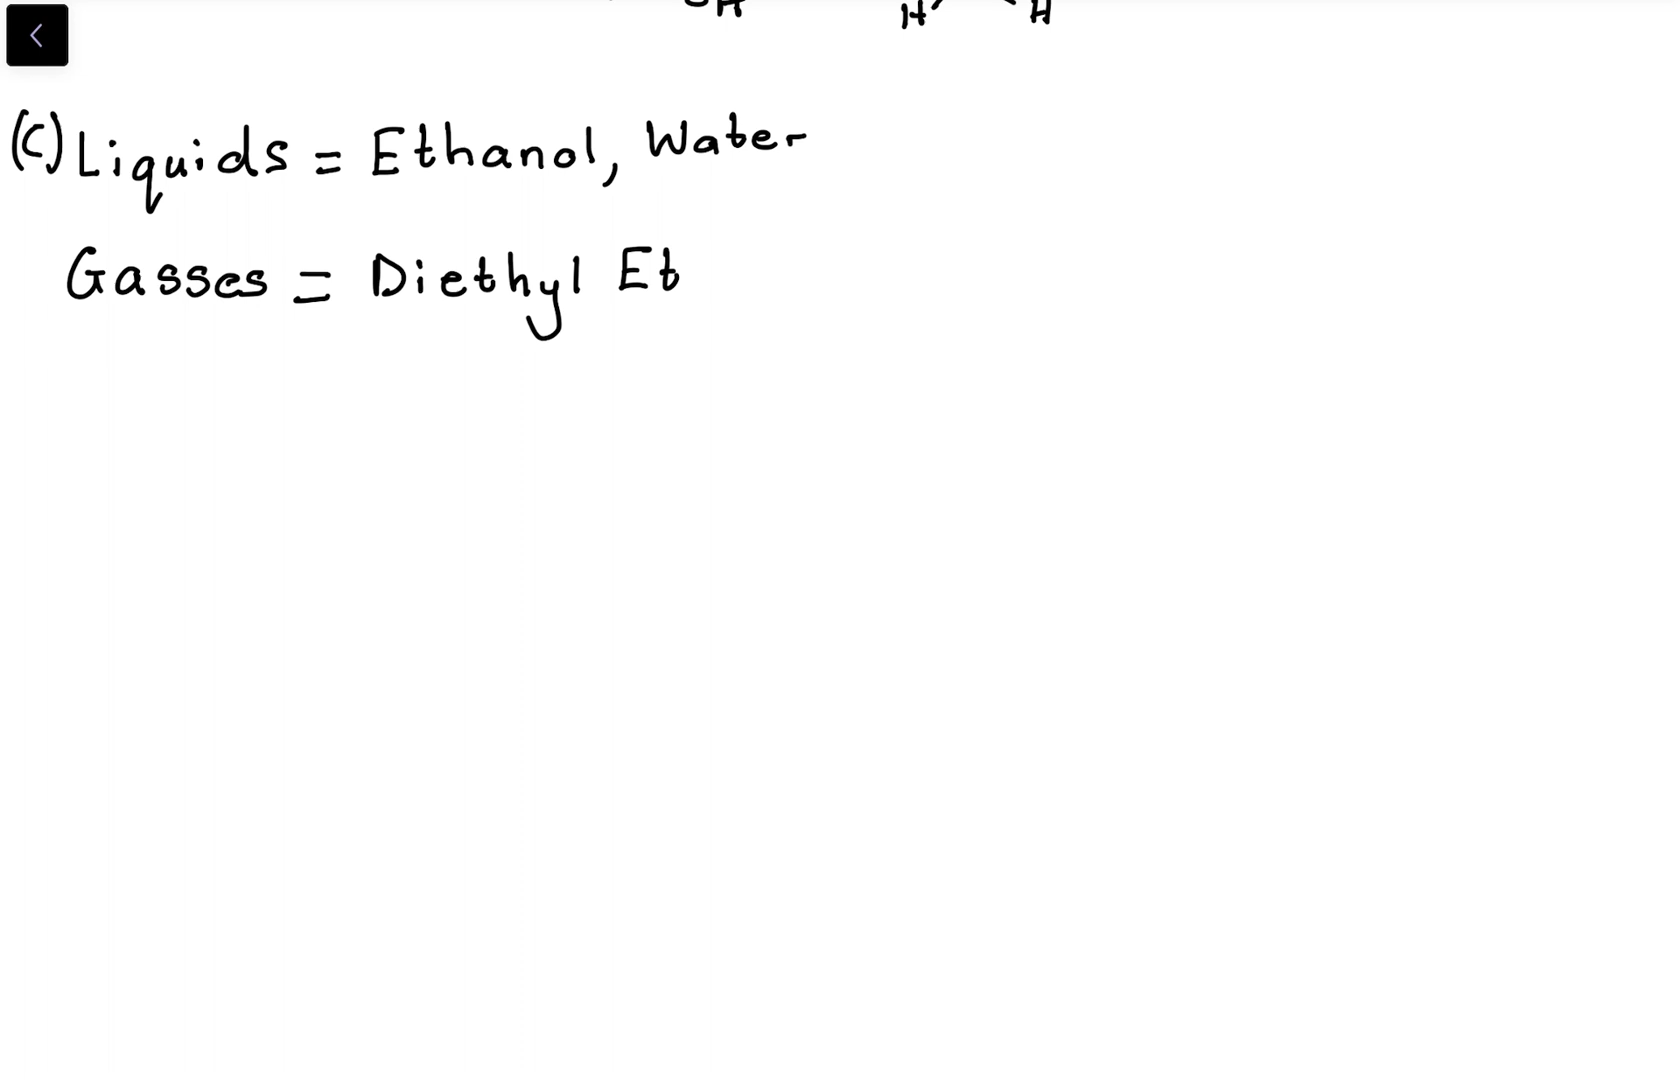 H H H
(C) Liquids = Ethanol, Water
Gasses = Diethyl Et